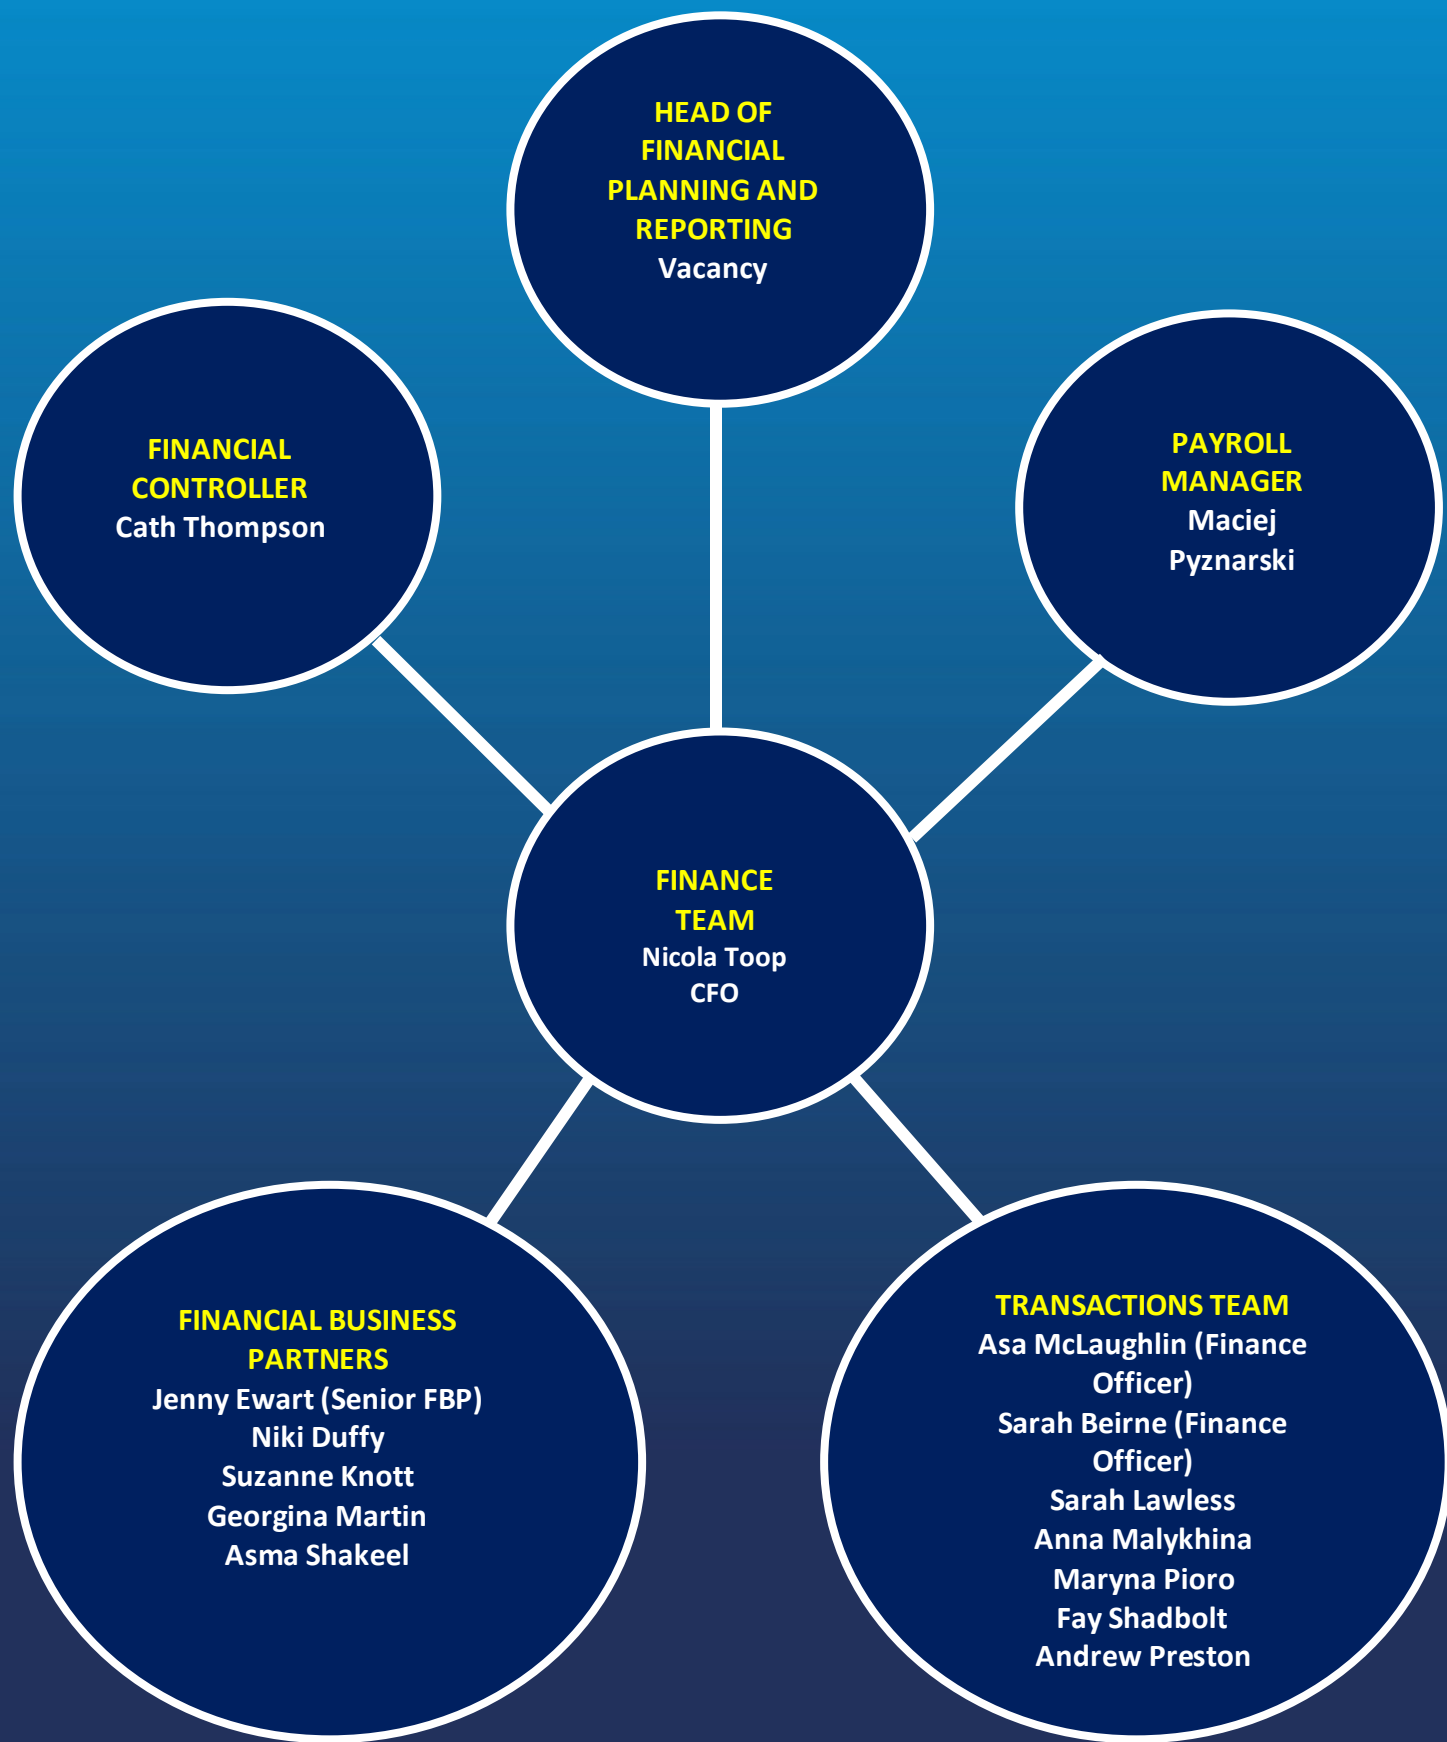 HEAD OF
FINANCIAL
PLANNING AND
REPORTING
Vacancy
FINANCIAL
CONTROLLER
Cath Thompson
PAYROLL
MANAGER
Maciej
Pyznarski
FINANCE
TEAM
Nicola Toop
CFO
FINANCIAL BUSINESS
PARTNERS
Jenny Ewart (Senior FBP)
Niki Duffy
Suzanne Knott
Georgina Martin
Asma Shakeel
TRANSACTIONS TEAM
Asa McLaughlin (Finance
Officer)
Sarah Beirne (Finance
Officer)
Sarah Lawless
Anna Malykhina
Maryna Pioro
Fay Shadbolt
Andrew Preston